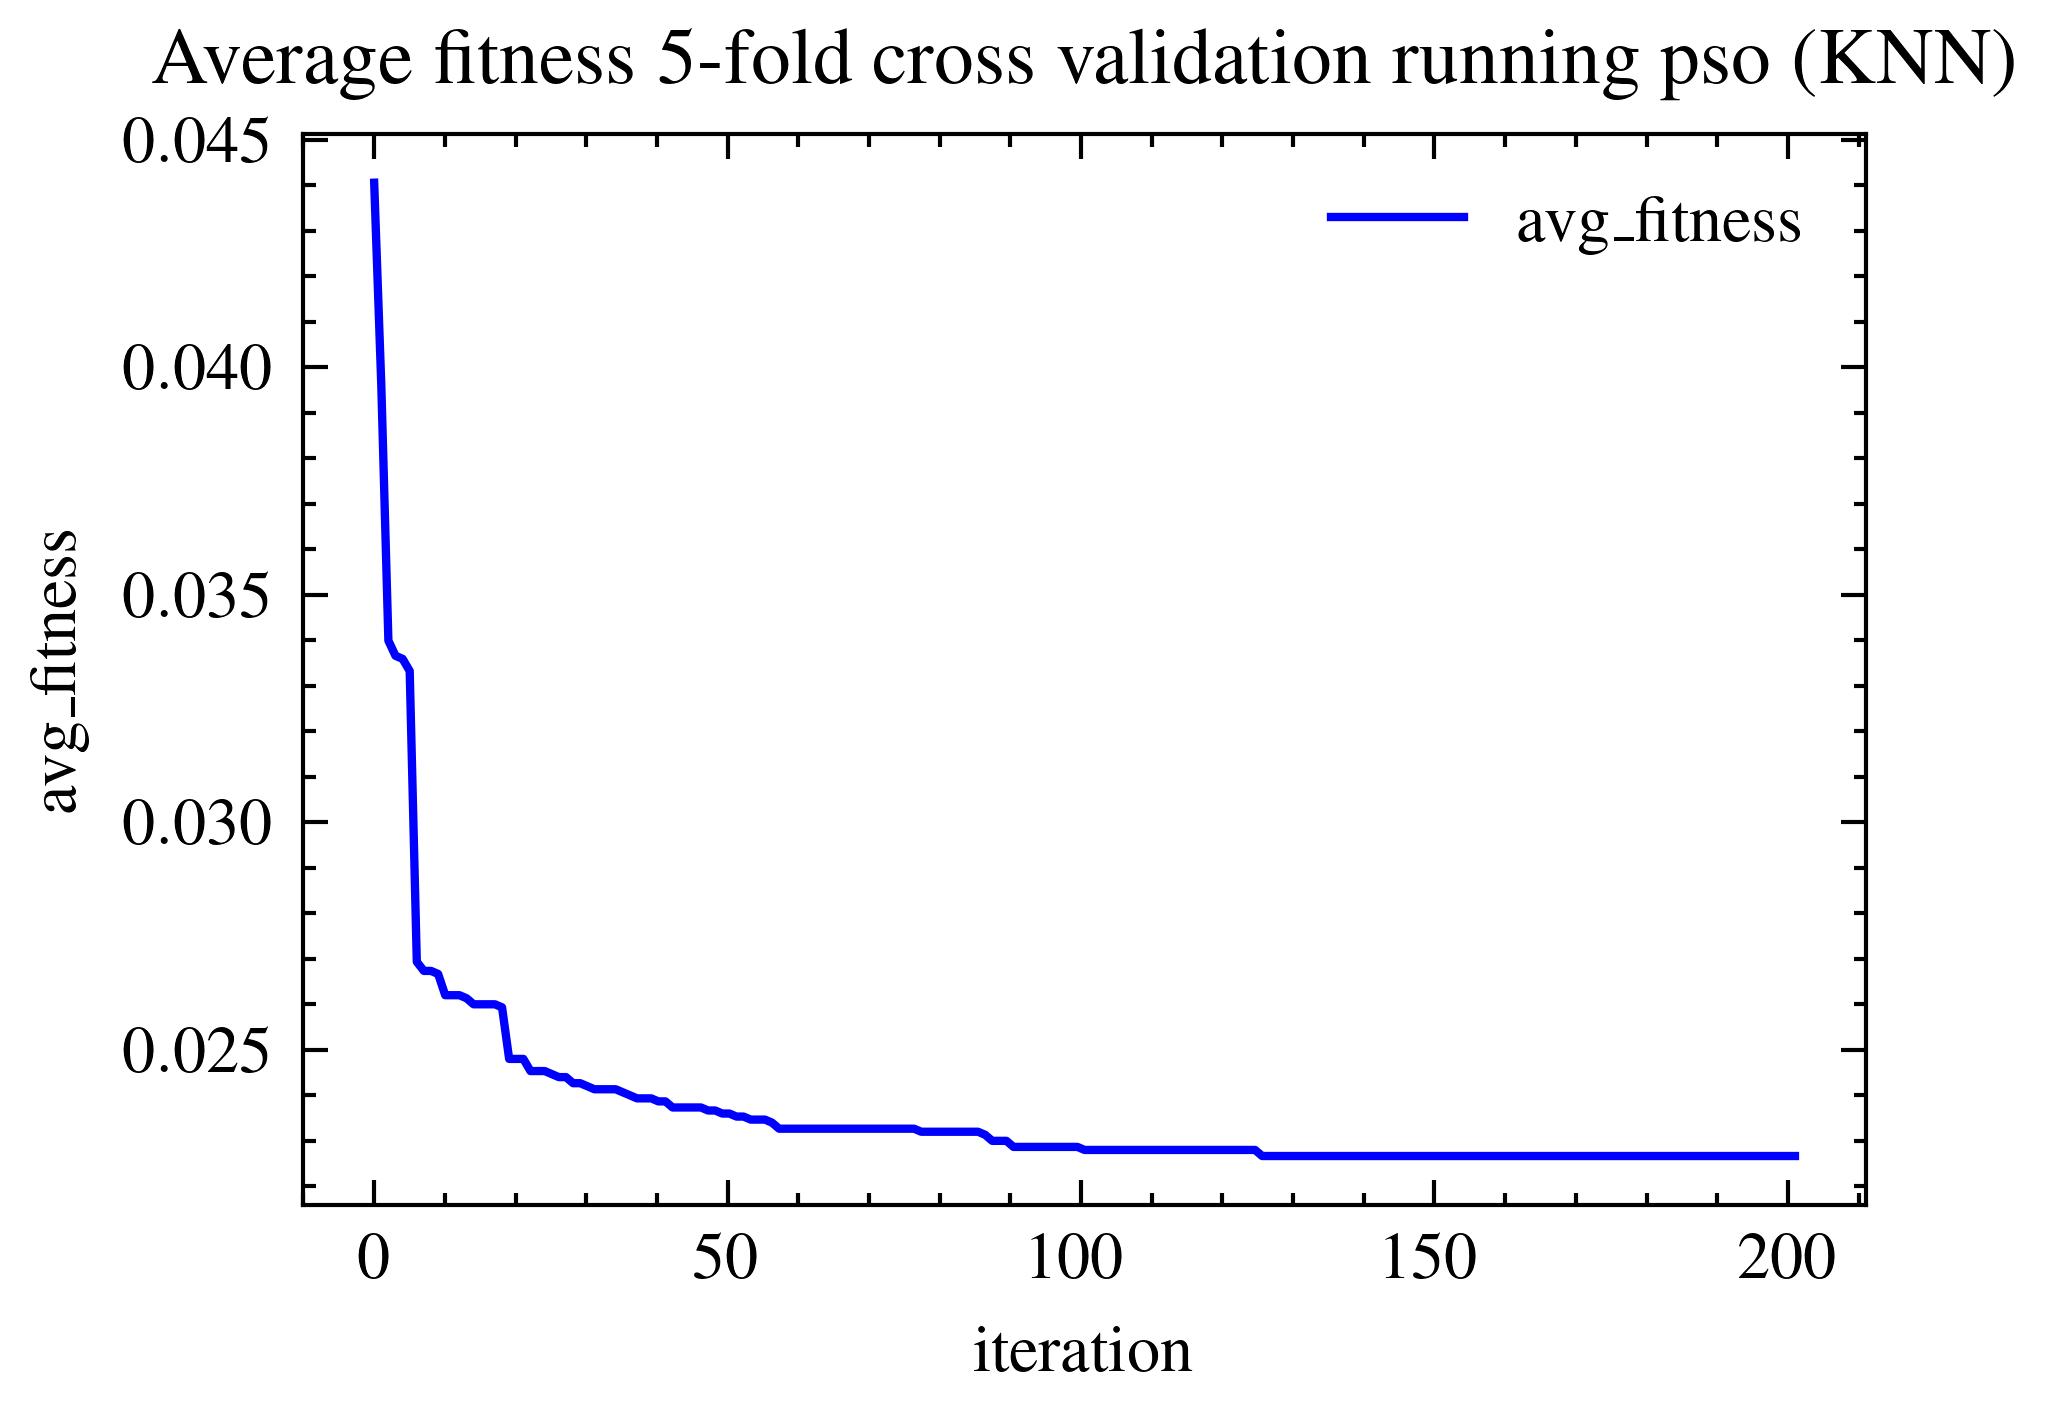 Average fitness 5-fold cross validation running pso (KNN)
0.045
avg_fitness
0.040
0.035
avg_fitness
0.030
0.025
0 50 100 150 200
iteration